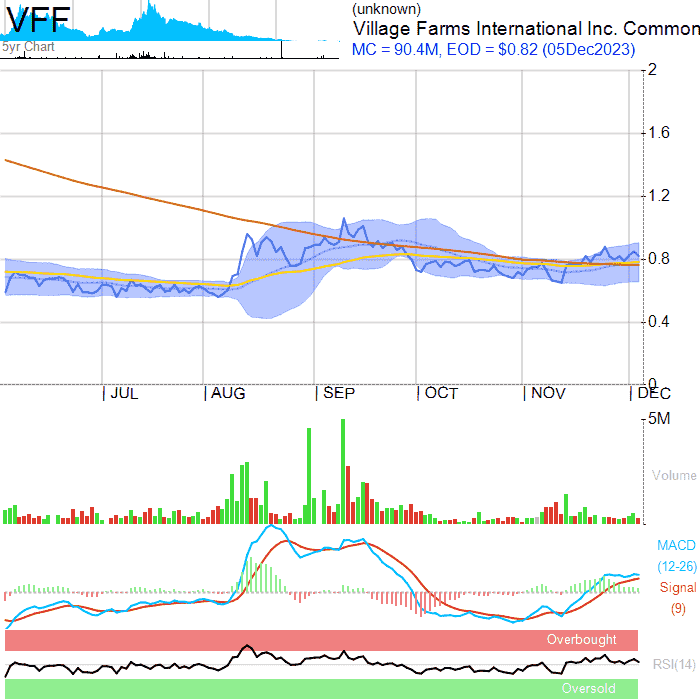 VFF
(unknown)
Village Farms International Inc. Common
MC = 90.4M, EOD = $0.82 (05Dec2023)
5yr Chart
2
1.6
1.2
0.8
0.4
0
JUL AUG SEP OCT NOV DEC
5M
Volume
MACD
(12-26)
Signal
(9)
Overbought
RSI(14)
Oversold